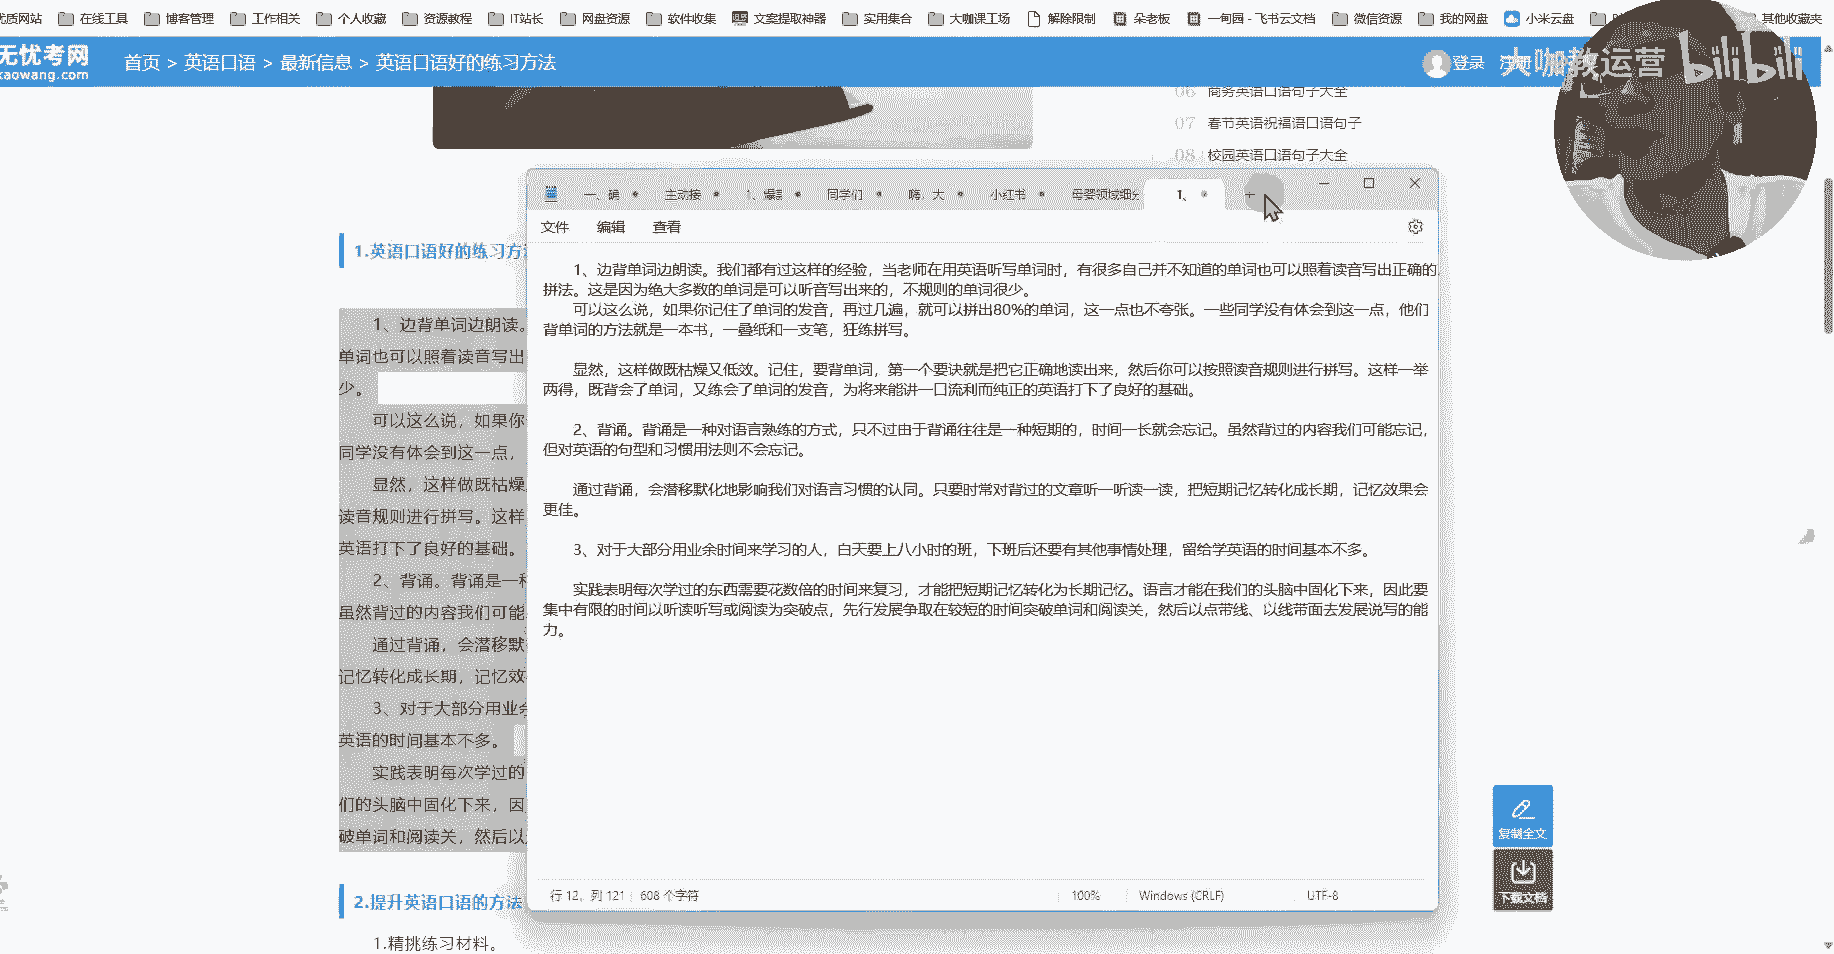 优质网站 在线工具 博客管理 工作相关 个人收藏 资源教程 IT站长 网盘资源 软件收集 文案提取神器 实用集合 大咖课工场 解除限制 朵老板 一甸园 - 飞书云文档 微信资源 我的网盘 小米云盘 其他收藏夹
无忧考网
kaowang.com
首页 > 英语口语 > 最新信息 > 英语口语好的练习方法
登录 注册
大咖教运营 bilibili
06 商务英语口语句子大全
07 春节英语祝福语口语句子
08 校园英语口语句子大全
1.英语口语好的练习方法
1、边背单词边朗读。
单词也可以照着读音写出
少。
可以这么说，如果你
同学没有体会到这一点，
显然，这样做既枯燥
读音规则进行拼写。这样
英语打下了良好的基础。
2、背诵。背诵是一种
虽然背过的内容我们可能
通过背诵，会潜移默
记忆转化成长期，记忆效
3、对于大部分用业余
英语的时间基本不多。
实践表明每次学过的
们的头脑中固化下来，因
破单词和阅读关，然后以
2.提升英语口语的方法
1.精挑练习材料。
一、确 主动接 1、爆 同学们 嗨，大 小红书 母婴领域细分 1、
文件 编辑 查看
1、边背单词边朗读。我们都有过这样的经验，当老师在用英语听写单词时，有很多自己并不知道的单词也可以照着读音写出正确的
拼法。这是因为绝大多数的单词是可以听音写出来的，不规则的单词很少。
可以这么说，如果你记住了单词的发音，再过几遍，就可以拼出80%的单词，这一点也不夸张。一些同学没有体会到这一点，他们
背单词的方法就是一本书，一叠纸和一支笔，狂练拼写。
显然，这样做既枯燥又低效。记住，要背单词，第一个要诀就是把它正确地读出来，然后你可以按照读音规则进行拼写。这样一举
两得，既背会了单词，又练会了单词的发音，为将来能讲一口流利而纯正的英语打下了良好的基础。
2、背诵。背诵是一种对语言熟练的方式，只不过由于背诵往往是一种短期的，时间一长就会忘记。虽然背过的内容我们可能忘记，
但对英语的句型和习惯用法则不会忘记。
通过背诵，会潜移默化地影响我们对语言习惯的认同。只要时常对背过的文章听一听读一读，把短期记忆转化成长期，记忆效果会
更佳。
3、对于大部分用业余时间来学习的人，白天要上八小时的班，下班后还要有其他事情处理，留给学英语的时间基本不多。
实践表明每次学过的东西需要花数倍的时间来复习，才能把短期记忆转化为长期记忆。语言才能在我们的头脑中固化下来，因此要
集中有限的时间以听读听写或阅读为突破点，先行发展争取在较短的时间突破单词和阅读关，然后以点带线、以线带面去发展说写的能
力。
行 12，列 121 608 个字符 100% Windows (CRLF) UTF-8
复制全文
下载文档